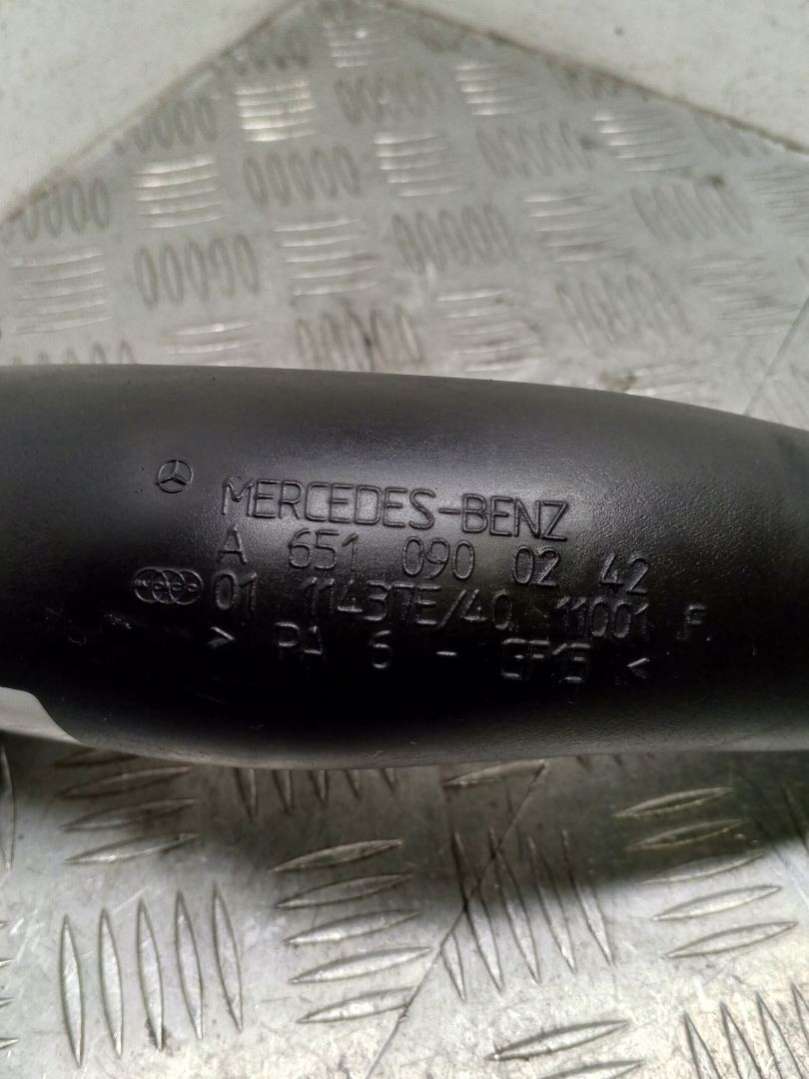 MERCEDES-BENZ
A 651 090 02 42
01 11437E/40 11001 F
> PA 6 - GF15 <